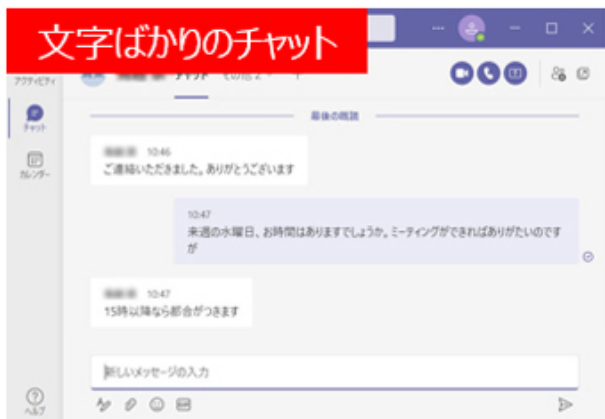 文字ばかりのチャット
アクティビティ
チャット その他 2 +
最後の既読
チャット
カレンダー
10:46
ご連絡いただきました。ありがとうございます
10:47
来週の水曜日、お時間はありますでしょうか。ミーティングができればありがたいのです
が
10:47
15時以降なら都合がつきます
新しいメッセージの入力
ヘルプ